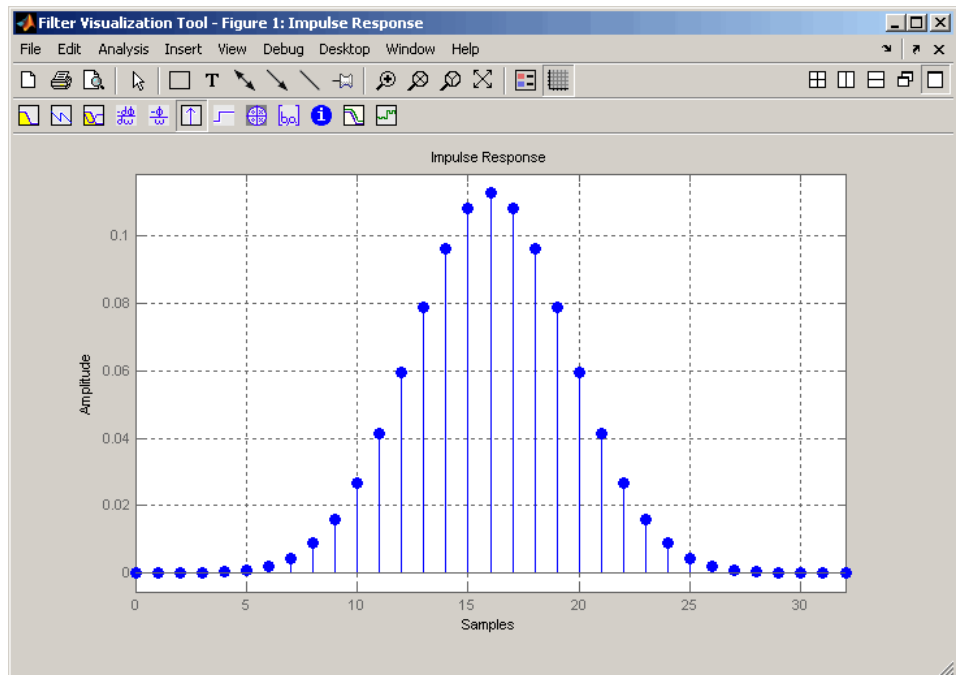 Filter Visualization Tool - Figure 1: Impulse Response
File Edit Analysis Insert View Debug Desktop Window Help
T
[b,a]
Impulse Response
0.1
0.08
0.06
0.04
0.02
0
Amplitude
0 5 10 15 20 25 30
Samples